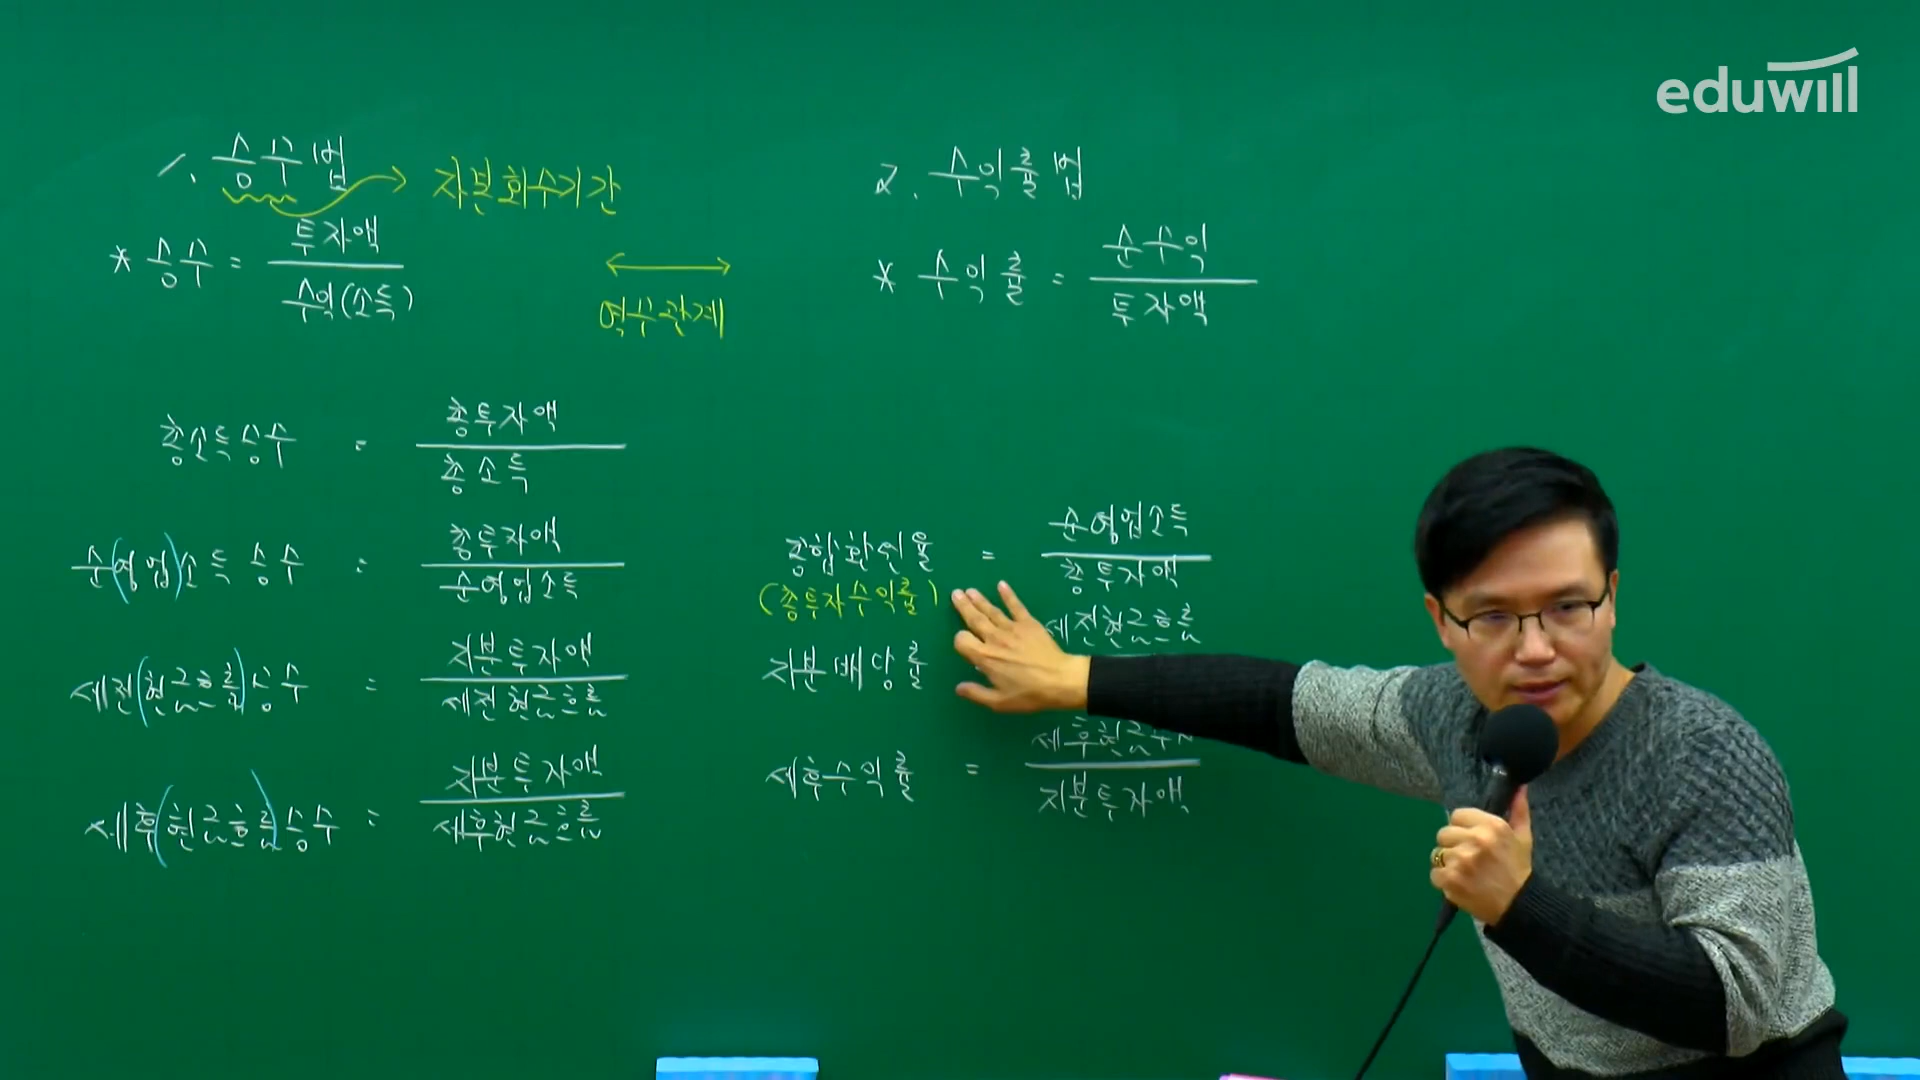 eduwill
1. 승수법 → 자본회수기간
* 승수 = 투자액
수익(소득)
↔
역수관계
2. 수익률법
* 수익률 = 순수익
투자액
총소득승수 = 총투자액
총소득
순(영업)소득 승수 = 총투자액
순영업소득
세전(현금흐름)승수 = 지분투자액
세전현금흐름
세후(현금흐름)승수 = 지분투자액
세후현금흐름
종합환원율 = 순영업소득
(총투자수익률) 총투자액
지분배당률 세전현금흐름
세후수익률 = 세후현금흐름
지분투자액